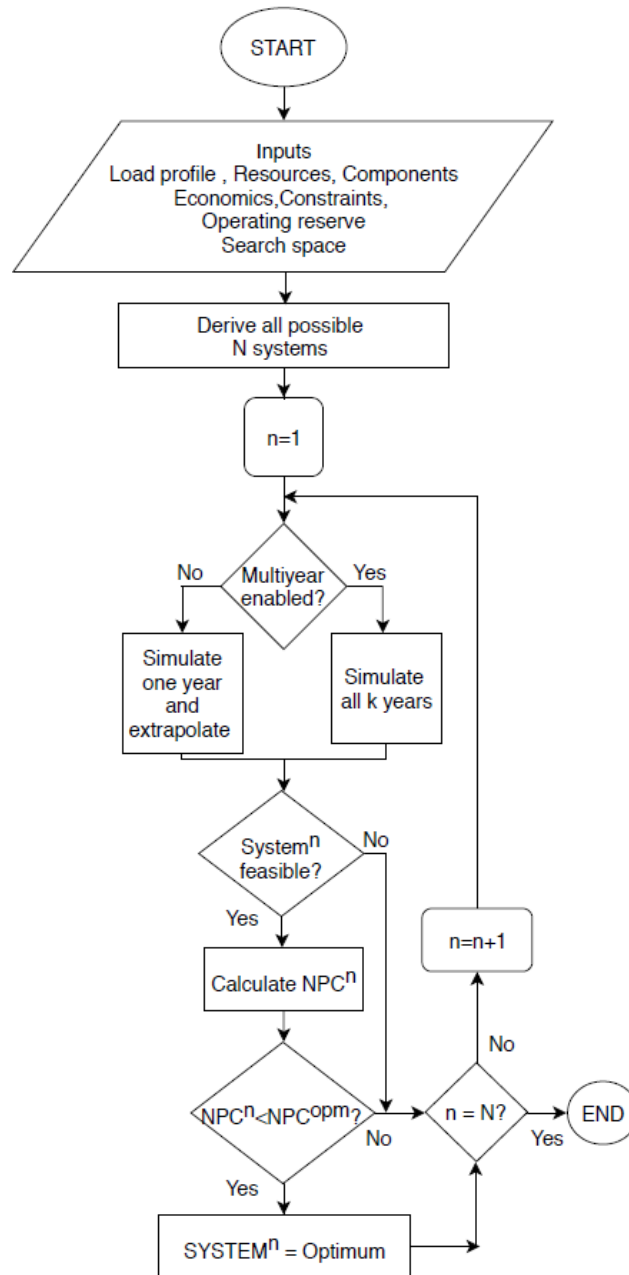 START
Inputs
Load profile , Resources, Components
Economics,Constraints,
Operating reserve
Search space
Derive all possible
N systems
n=1
No
Multiyear
enabled?
Yes
Simulate
one year
and
extrapolate
Simulate
all k years
System^n
feasible?
No
Yes
Calculate NPC^n
n=n+1
No
NPC^n<NPC^opm?
No
n = N?
Yes
END
Yes
SYSTEM^n = Optimum